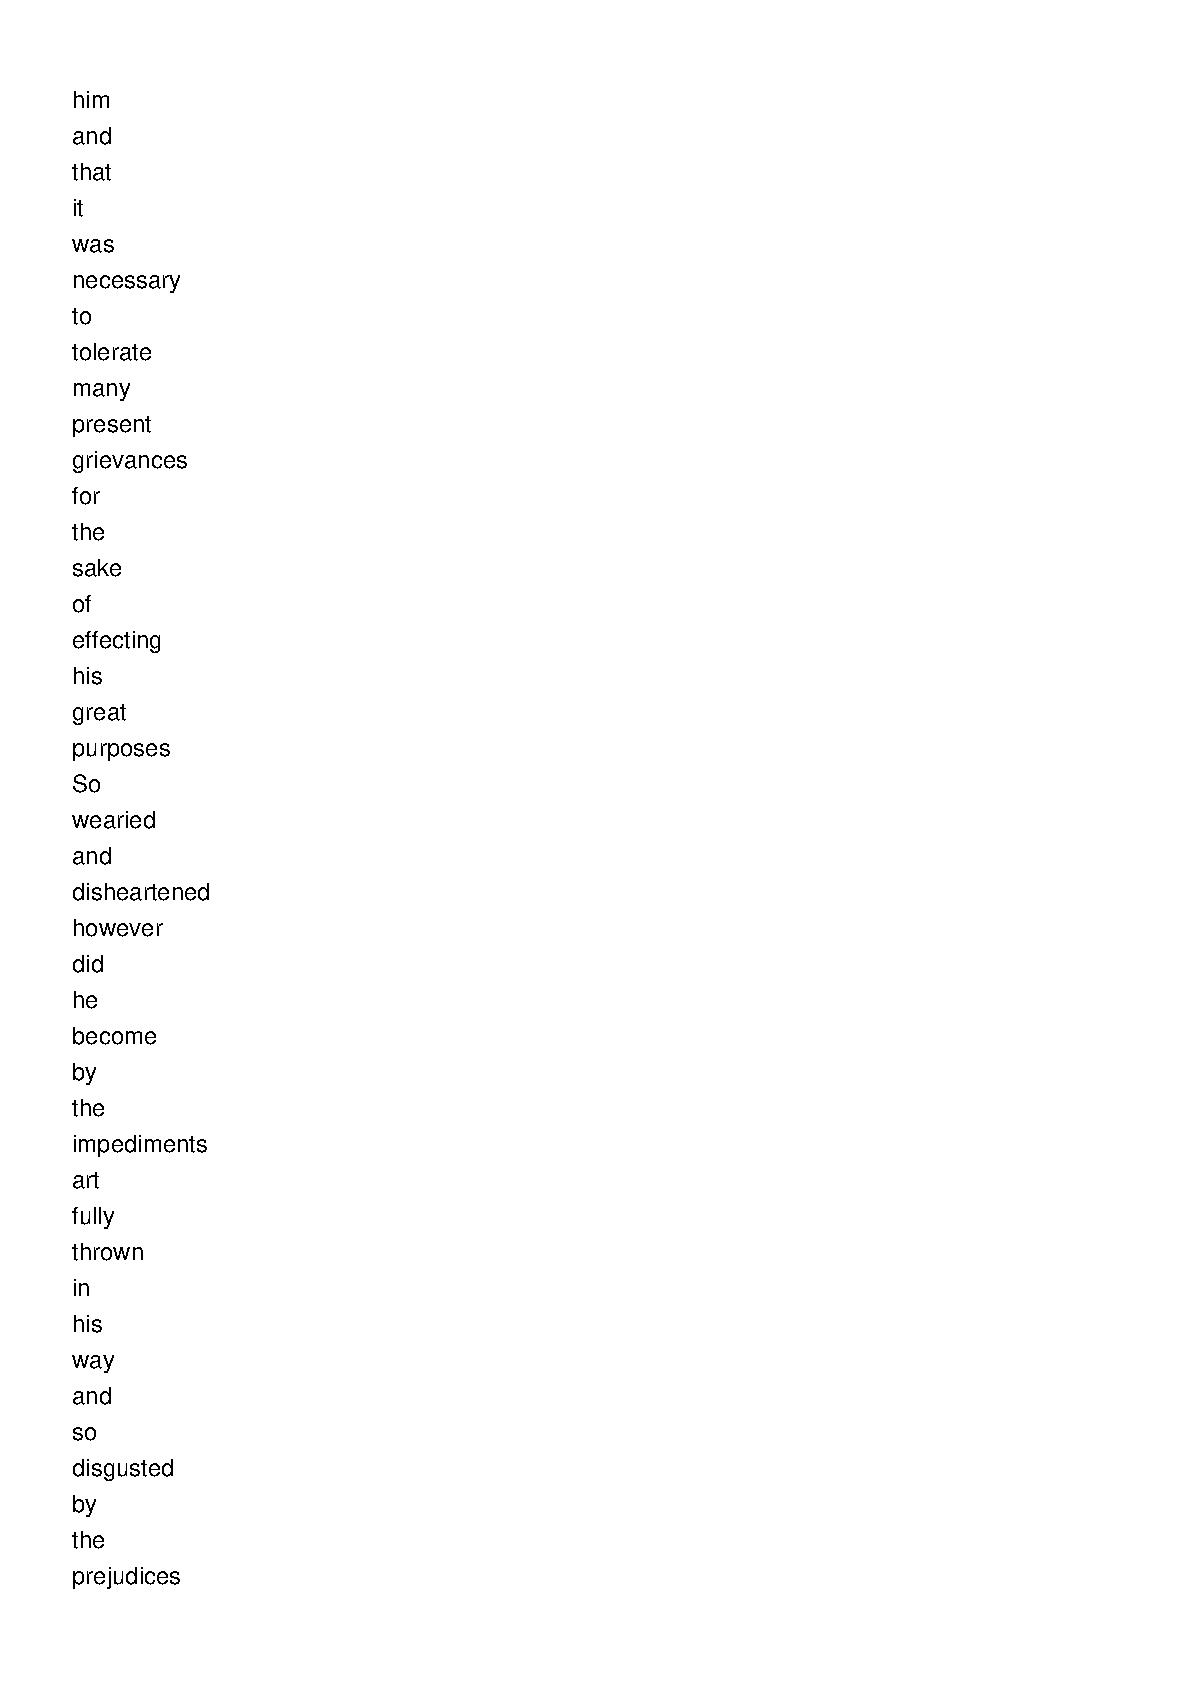 him
and
that
it
was
necessary
to
tolerate
many
present
grievances
for
the
sake
of
effecting
his
great
purposes
So
wearied
and
disheartened
however
did
he
become
by
the
impediments
art
fully
thrown
in
his
way
and
so
disgusted
by
the
prejudices